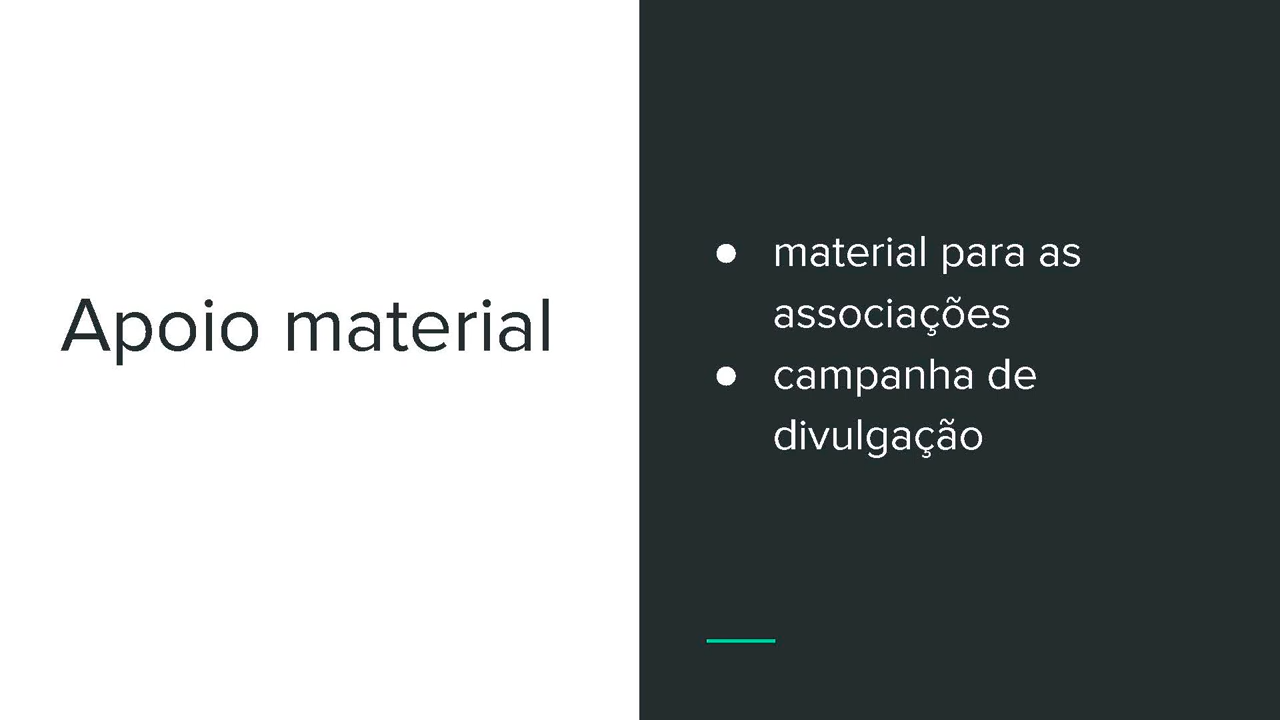 Apoio material
● material para as
associações
● campanha de
divulgação